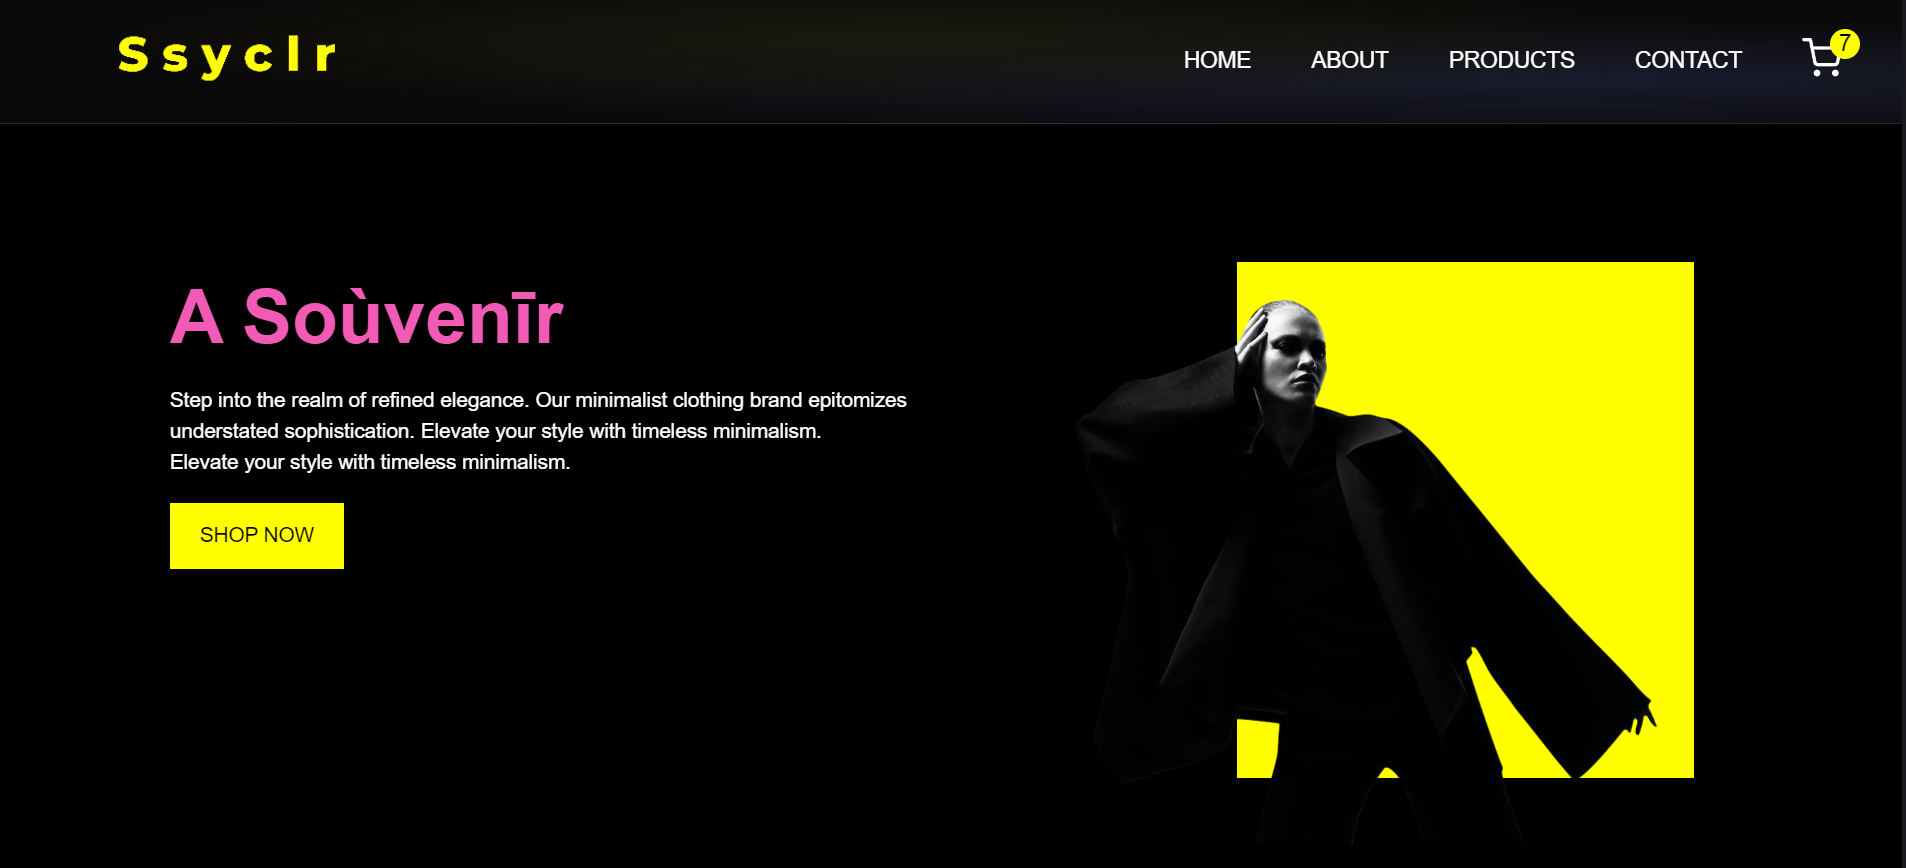 Ssyclr
HOME ABOUT PRODUCTS CONTACT 7
A Soùvenīr
Step into the realm of refined elegance. Our minimalist clothing brand epitomizes
understated sophistication. Elevate your style with timeless minimalism.
Elevate your style with timeless minimalism.
SHOP NOW